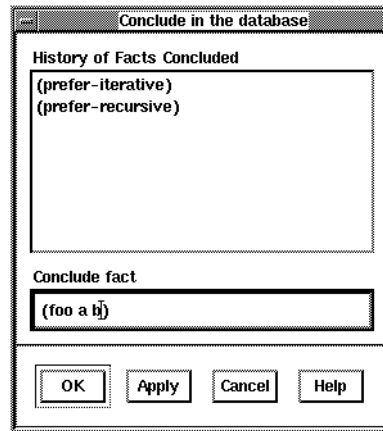 Conclude in the database
History of Facts Concluded
(prefer-iterative)
(prefer-recursive)
Conclude fact
(foo a b)
OK Apply Cancel Help